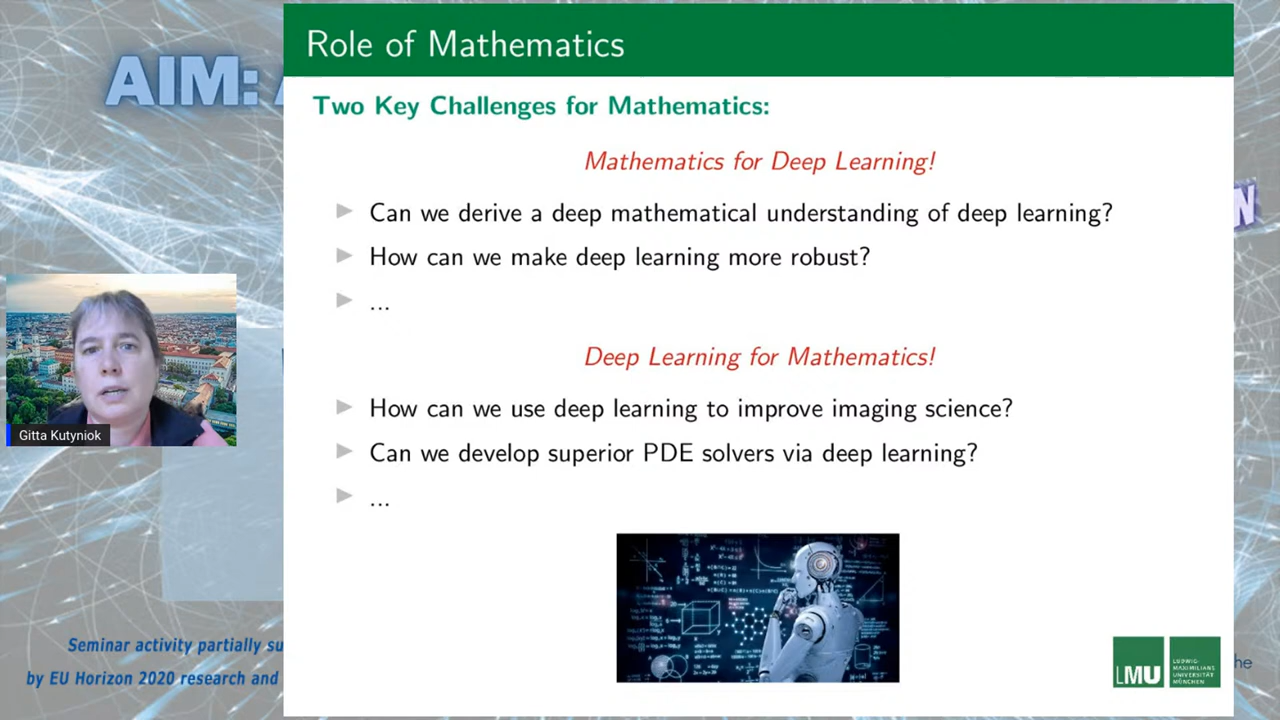 AIM:
Role of Mathematics
Two Key Challenges for Mathematics:
Mathematics for Deep Learning!
Can we derive a deep mathematical understanding of deep learning?
How can we make deep learning more robust?
...
Deep Learning for Mathematics!
How can we use deep learning to improve imaging science?
Can we develop superior PDE solvers via deep learning?
...
N
Gitta Kutyniok
Seminar activity partially su
by EU Horizon 2020 research and
LMU
LUDWIG-
MAXIMILIANS
UNIVERSITÄT
MÜNCHEN
he